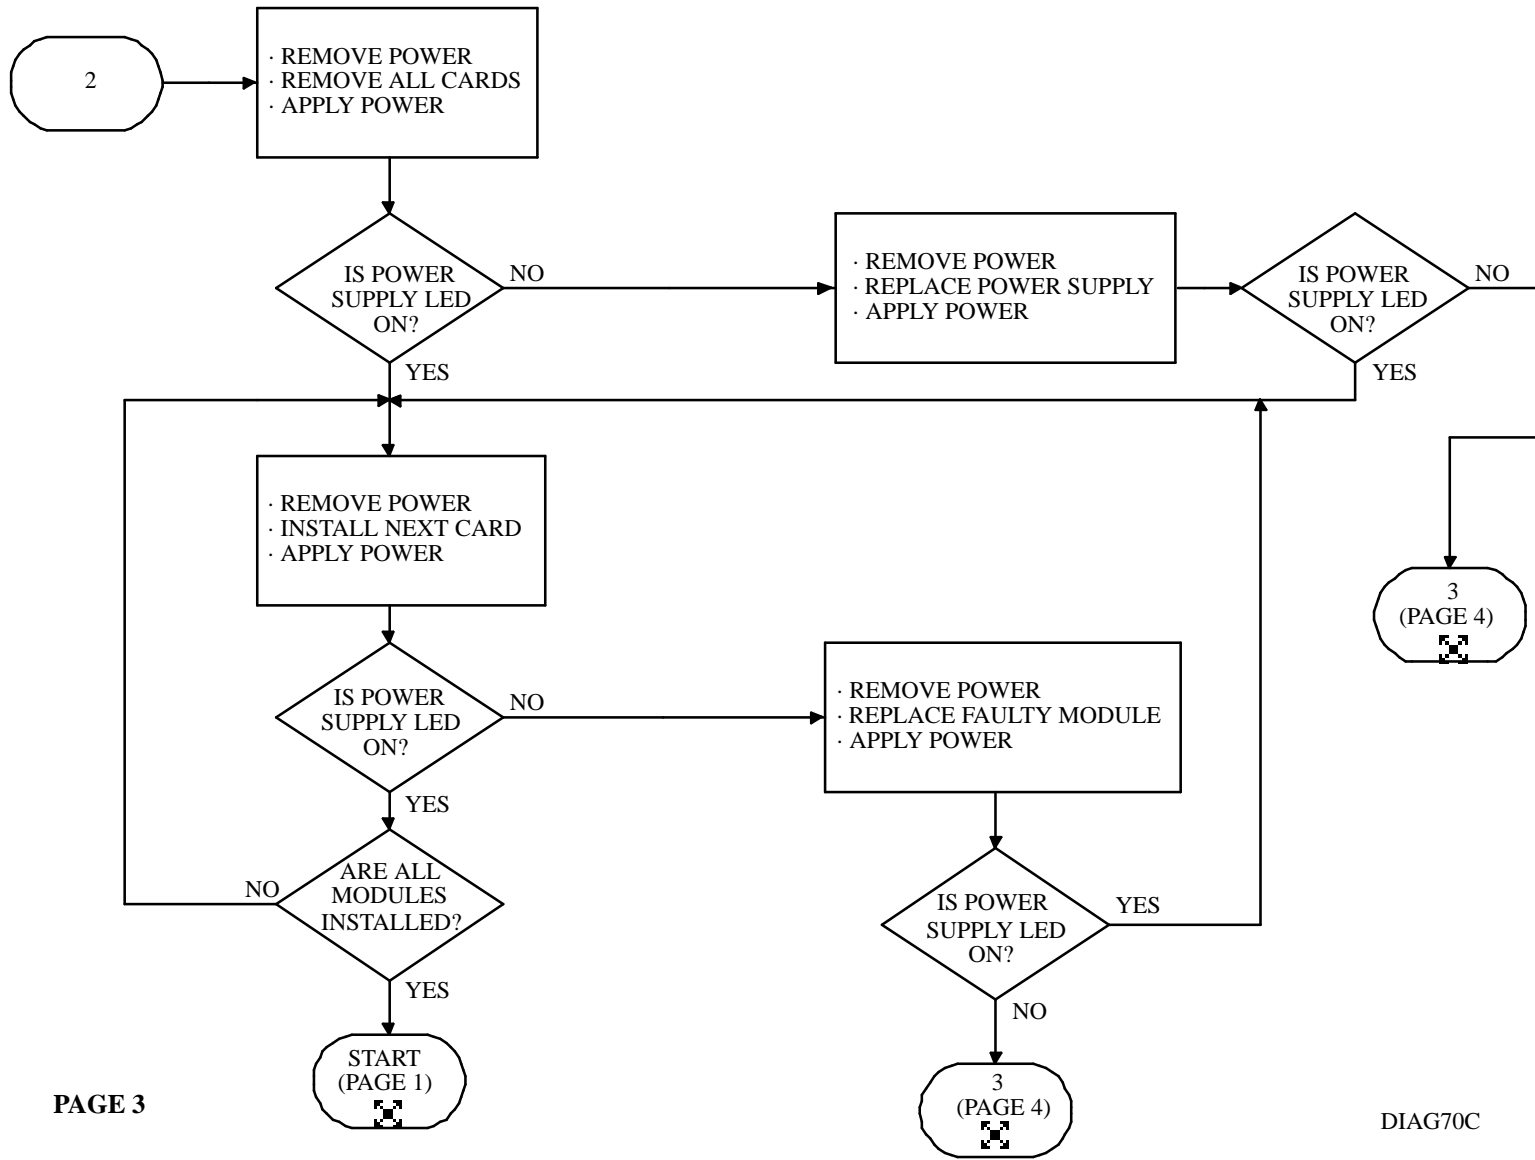 2
· REMOVE POWER
· REMOVE ALL CARDS
· APPLY POWER
IS POWER
SUPPLY LED
ON?
NO
YES
· REMOVE POWER
· REPLACE POWER SUPPLY
· APPLY POWER
IS POWER
SUPPLY LED
ON?
NO
YES
· REMOVE POWER
· INSTALL NEXT CARD
· APPLY POWER
3
(PAGE 4)
IS POWER
SUPPLY LED
ON?
NO
YES
· REMOVE POWER
· REPLACE FAULTY MODULE
· APPLY POWER
ARE ALL
MODULES
INSTALLED?
NO
YES
IS POWER
SUPPLY LED
ON?
YES
NO
START
(PAGE 1)
3
(PAGE 4)
PAGE 3
DIAG70C